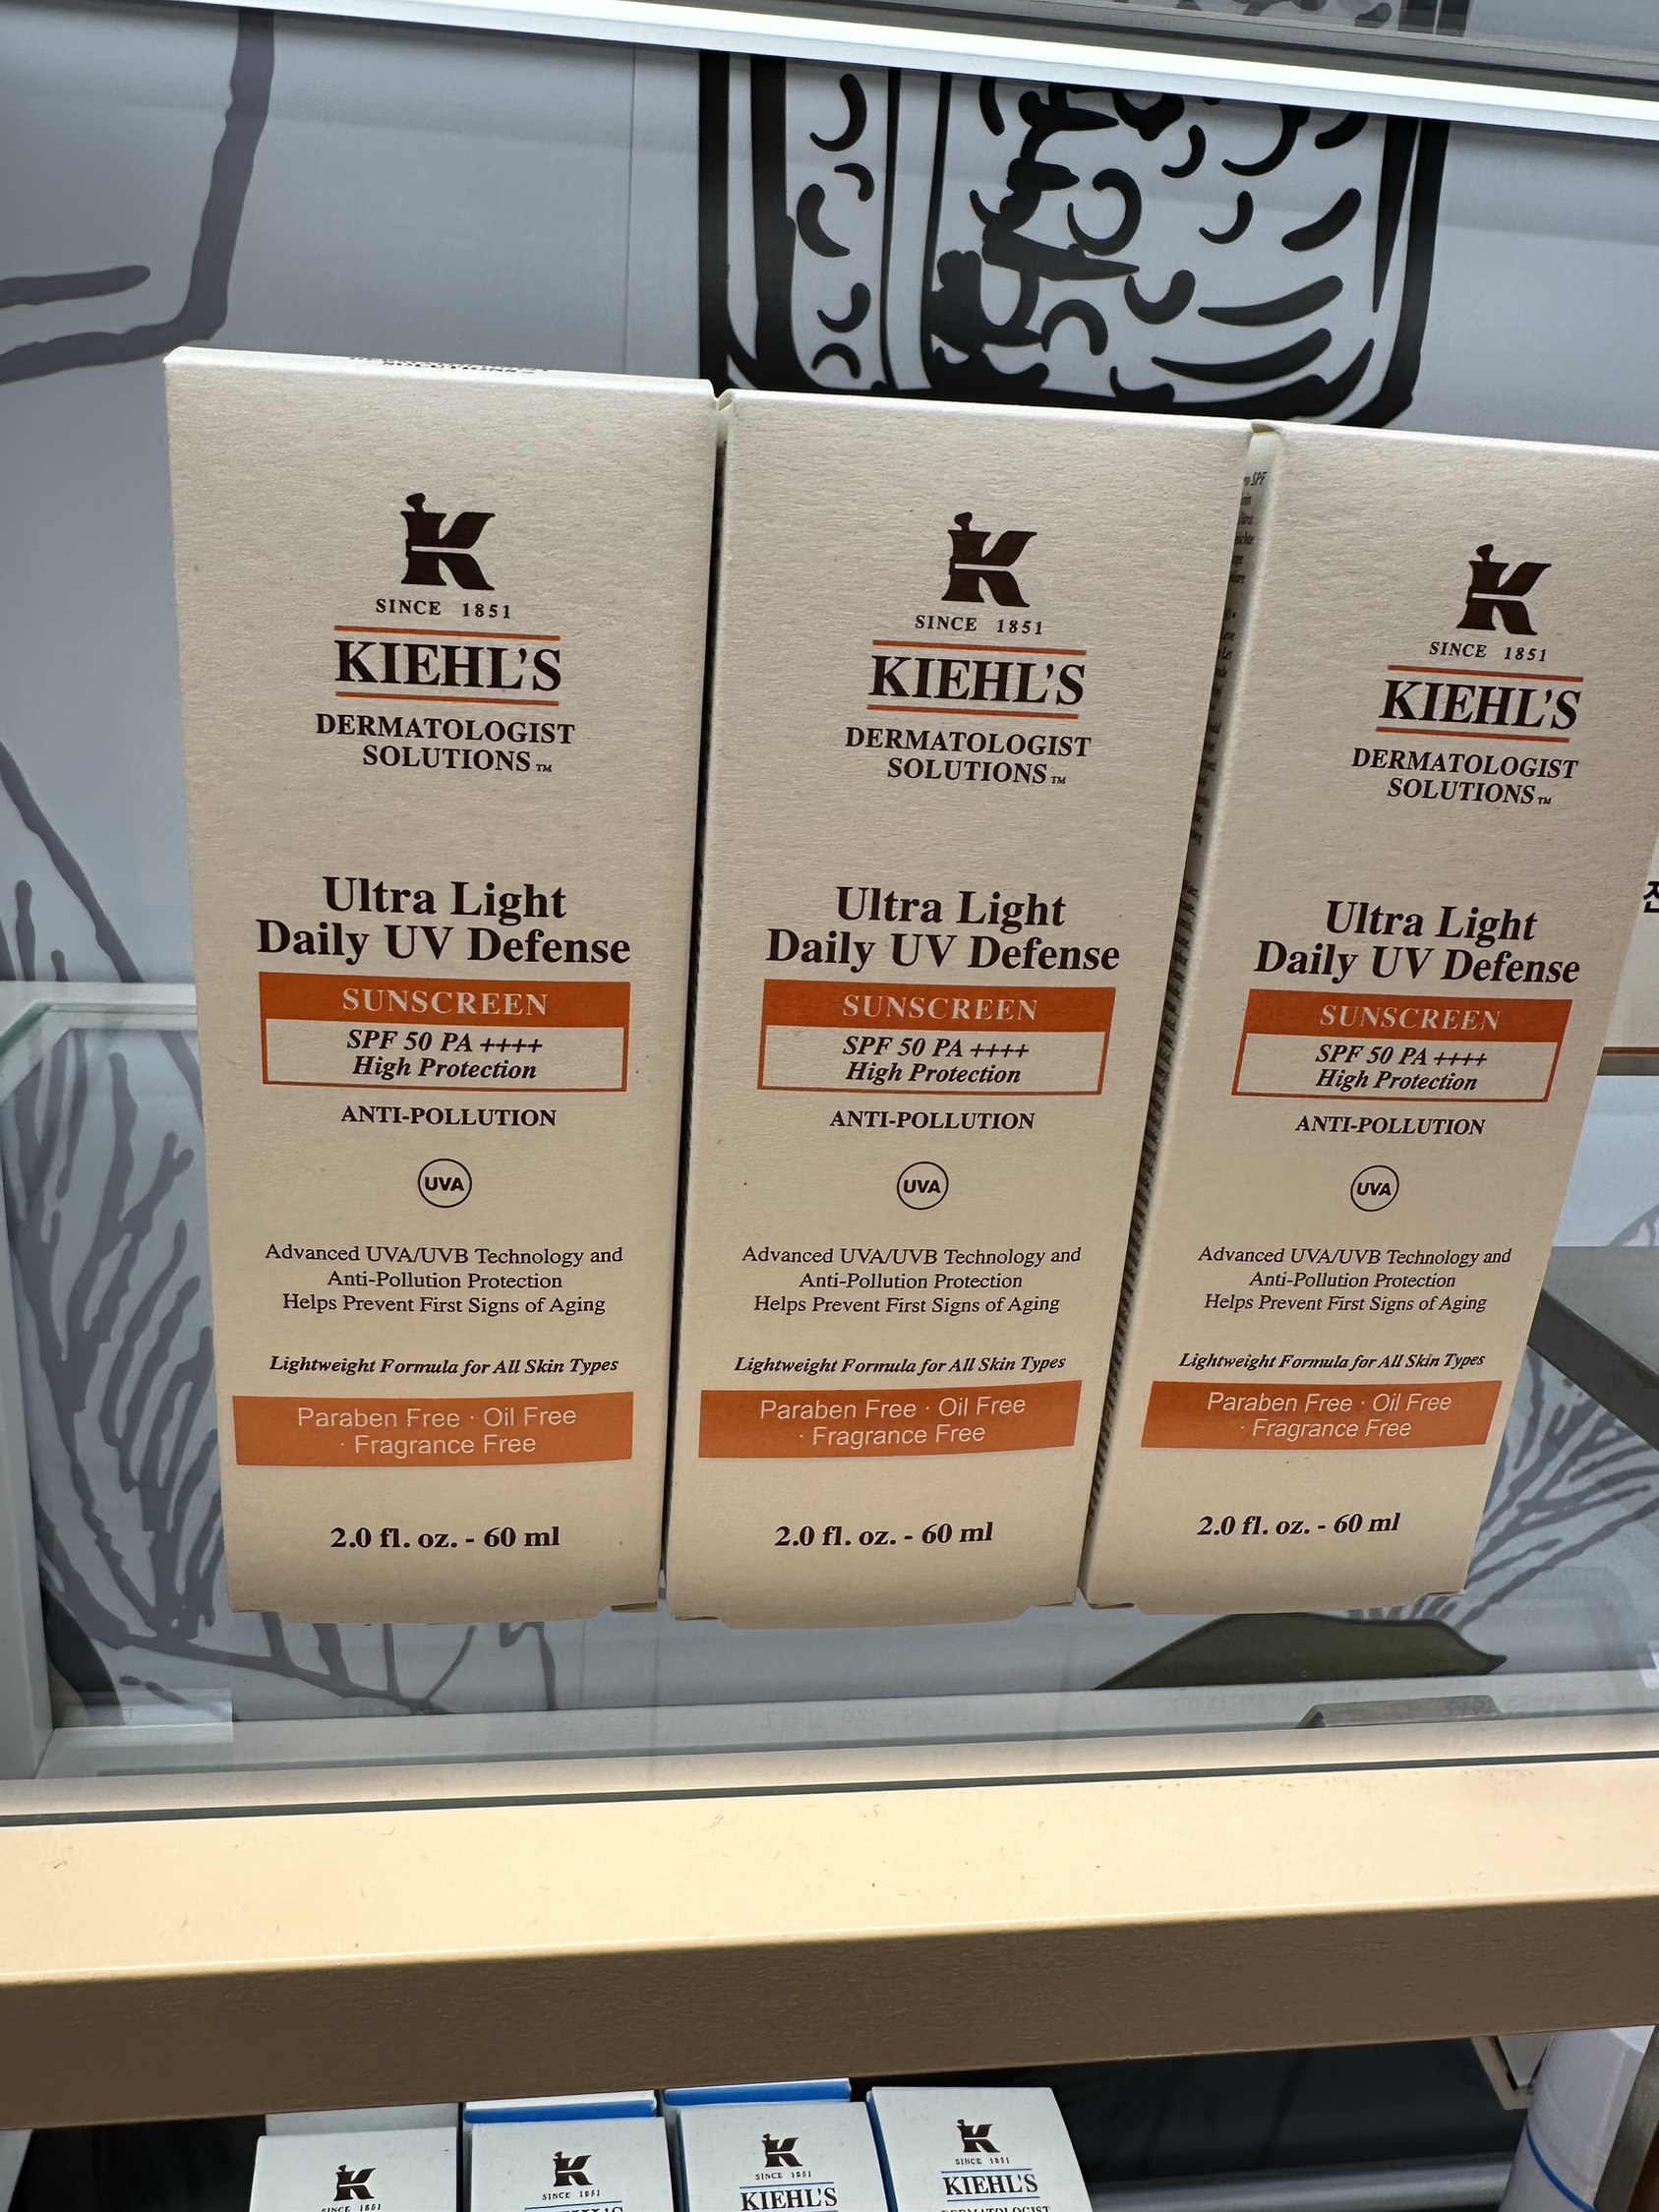 SINCE 1851
KIEHL'S
DERMATOLOGIST
SOLUTIONS™
Ultra Light
Daily UV Defense
SUNSCREEN
SPF 50 PA ++++
High Protection
ANTI-POLLUTION
UVA
Advanced UVA/UVB Technology and
Anti-Pollution Protection
Helps Prevent First Signs of Aging
Lightweight Formula for All Skin Types
Paraben Free · Oil Free
· Fragrance Free
2.0 fl. oz. - 60 ml
SINCE 1851
KIEHL'S
DERMATOLOGIST
SOLUTIONS™
Ultra Light
Daily UV Defense
SUNSCREEN
SPF 50 PA ++++
High Protection
ANTI-POLLUTION
UVA
Advanced UVA/UVB Technology and
Anti-Pollution Protection
Helps Prevent First Signs of Aging
Lightweight Formula for All Skin Types
Paraben Free · Oil Free
· Fragrance Free
2.0 fl. oz. - 60 ml
SINCE 1851
KIEHL'S
DERMATOLOGIST
SOLUTIONS™
Ultra Light
Daily UV Defense
SUNSCREEN
SPF 50 PA ++++
High Protection
ANTI-POLLUTION
UVA
Advanced UVA/UVB Technology and
Anti-Pollution Protection
Helps Prevent First Signs of Aging
Lightweight Formula for All Skin Types
Paraben Free · Oil Free
· Fragrance Free
2.0 fl. oz. - 60 ml
SINCE 1851
SINCE 1851
SINCE 1851
KIEHL'S
SINCE 1851
KIEHL'S